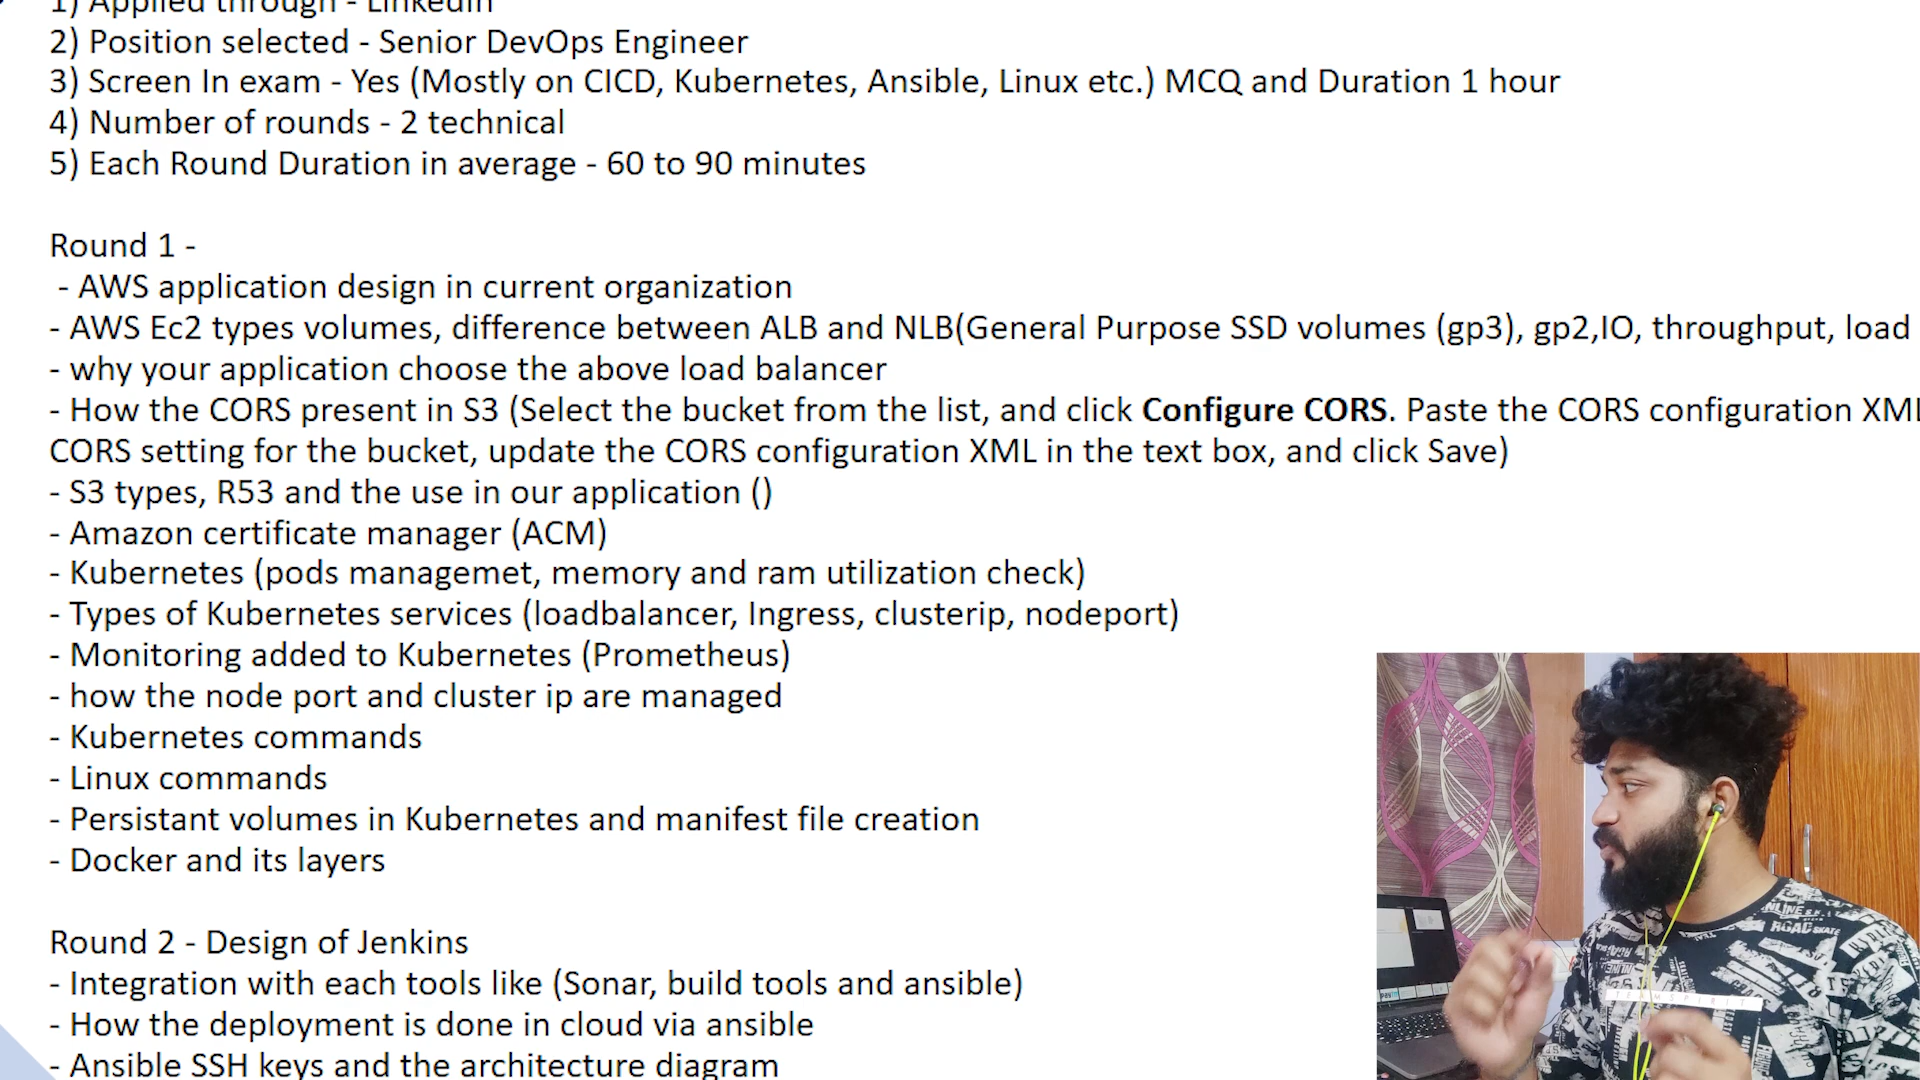 1) Applied through - LinkedIn
2) Position selected - Senior DevOps Engineer
3) Screen In exam - Yes (Mostly on CICD, Kubernetes, Ansible, Linux etc.) MCQ and Duration 1 hour
4) Number of rounds - 2 technical
5) Each Round Duration in average - 60 to 90 minutes
Round 1 -
- AWS application design in current organization
- AWS Ec2 types volumes, difference between ALB and NLB(General Purpose SSD volumes (gp3), gp2,IO, throughput, load
- why your application choose the above load balancer
- How the CORS present in S3 (Select the bucket from the list, and click Configure CORS. Paste the CORS configuration XML
CORS setting for the bucket, update the CORS configuration XML in the text box, and click Save)
- S3 types, R53 and the use in our application ()
- Amazon certificate manager (ACM)
- Kubernetes (pods managemet, memory and ram utilization check)
- Types of Kubernetes services (loadbalancer, Ingress, clusterip, nodeport)
- Monitoring added to Kubernetes (Prometheus)
- how the node port and cluster ip are managed
- Kubernetes commands
- Linux commands
- Persistant volumes in Kubernetes and manifest file creation
- Docker and its layers
Round 2 - Design of Jenkins
- Integration with each tools like (Sonar, build tools and ansible)
- How the deployment is done in cloud via ansible
- Ansible SSH keys and the architecture diagram
ROAD
SKATE
TEAMSPIRIT